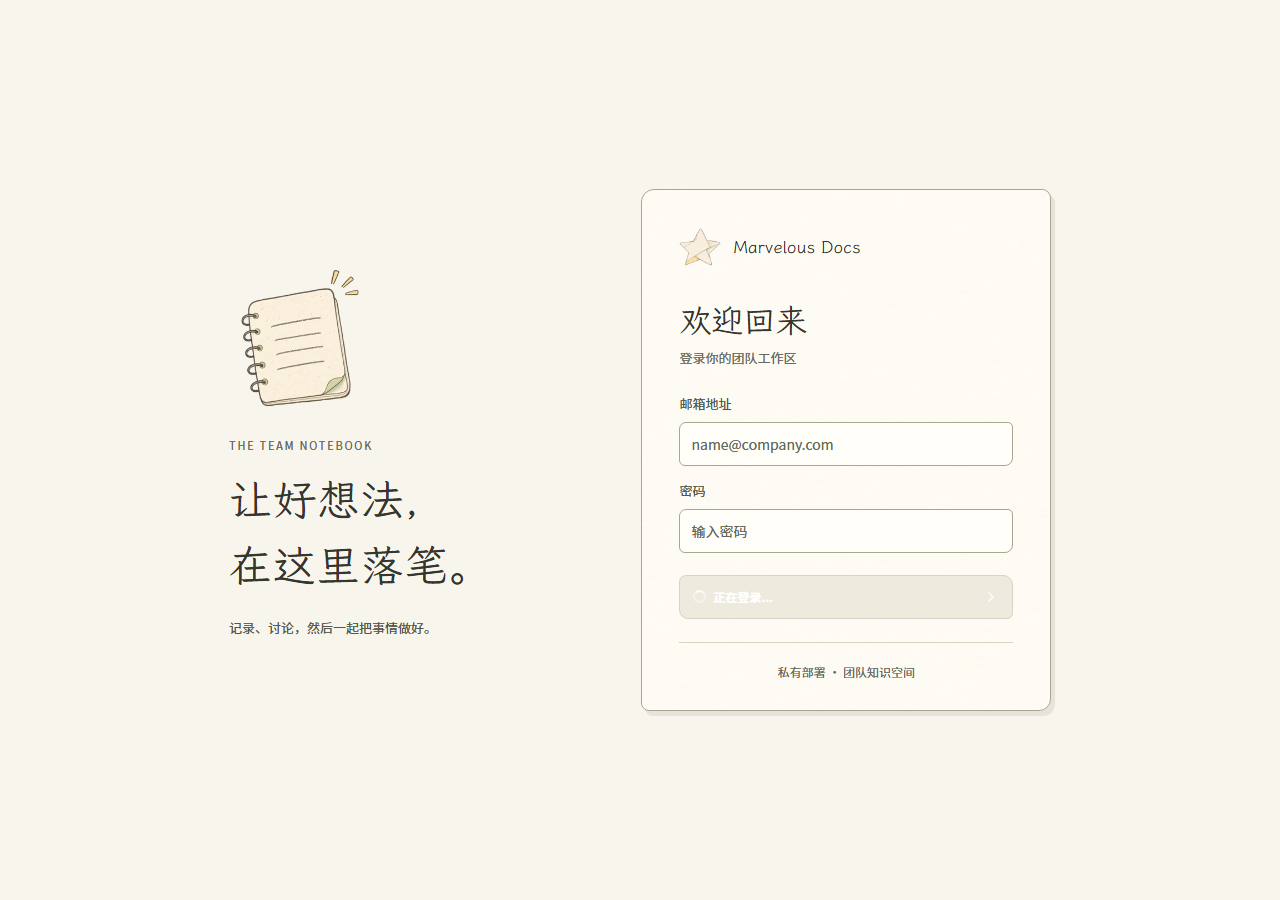 THE TEAM NOTEBOOK
让好想法,
在这里落笔。
记录、讨论，然后一起把事情做好。
Marvelous Docs
欢迎回来
登录你的团队工作区
邮箱地址
name@company.com
密码
输入密码
正在登录...
私有部署 · 团队知识空间